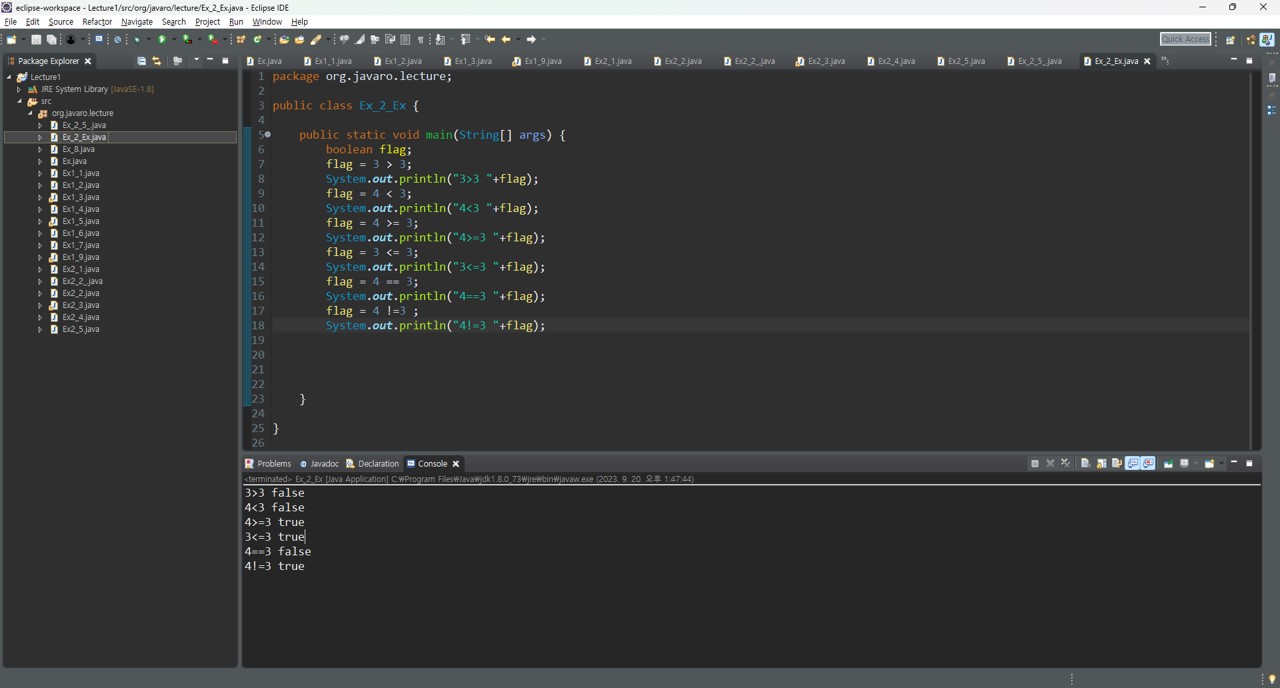 eclipse-workspace - Lecture1/src/org/javaro/lecture/Ex_2_Ex.java - Eclipse IDE
File Edit Source Refactor Navigate Search Project Run Window Help
Quick Access
Package Explorer
Ex.java Ex1_1.java Ex1_2.java Ex1_3.java Ex1_9.java Ex2_1.java Ex2_2.java Ex2_2_.java Ex2_3.java Ex2_4.java Ex2_5.java Ex_2_5_.java Ex_2_Ex.java
Lecture1
JRE System Library [JavaSE-1.8]
src
org.javaro.lecture
Ex_2_5_.java
Ex_2_Ex.java
Ex_8.java
Ex.java
Ex1_1.java
Ex1_2.java
Ex1_3.java
Ex1_4.java
Ex1_5.java
Ex1_6.java
Ex1_7.java
Ex1_9.java
Ex2_1.java
Ex2_2_.java
Ex2_2.java
Ex2_3.java
Ex2_4.java
Ex2_5.java
1 package org.javaro.lecture;
2
3 public class Ex_2_Ex {
4
5 public static void main(String[] args) {
6 boolean flag;
7 flag = 3 > 3;
8 System.out.println("3>3 "+flag);
9 flag = 4 < 3;
10 System.out.println("4<3 "+flag);
11 flag = 4 >= 3;
12 System.out.println("4>=3 "+flag);
13 flag = 3 <= 3;
14 System.out.println("3<=3 "+flag);
15 flag = 4 == 3;
16 System.out.println("4==3 "+flag);
17 flag = 4 !=3 ;
18 System.out.println("4!=3 "+flag);
19
20
21
22
23 }
24
25 }
26
Problems Javadoc Declaration Console
<terminated> Ex_2_Ex [Java Application] C:₩Program Files₩Java₩jdk1.8.0_73₩jre₩bin₩javaw.exe (2023. 9. 20. 오후 1:47:44)
3>3 false
4<3 false
4>=3 true
3<=3 true
4==3 false
4!=3 true